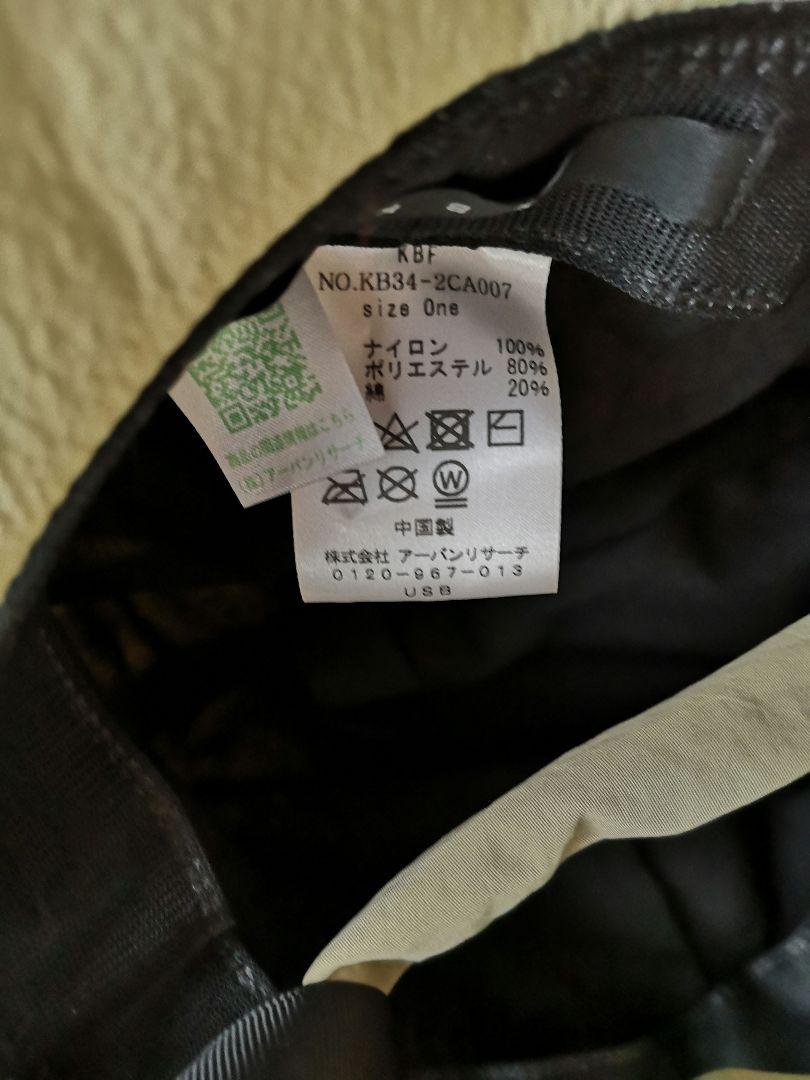 KBF
NO.KB34-2CA007
size One
ナイロン 100%
ポリエステル 80%
綿 20%
W
中国製
株式会社 アーバンリサーチ
0120-967-013
USB
商品の関連情報はこちら
(株)アーバンリサーチ